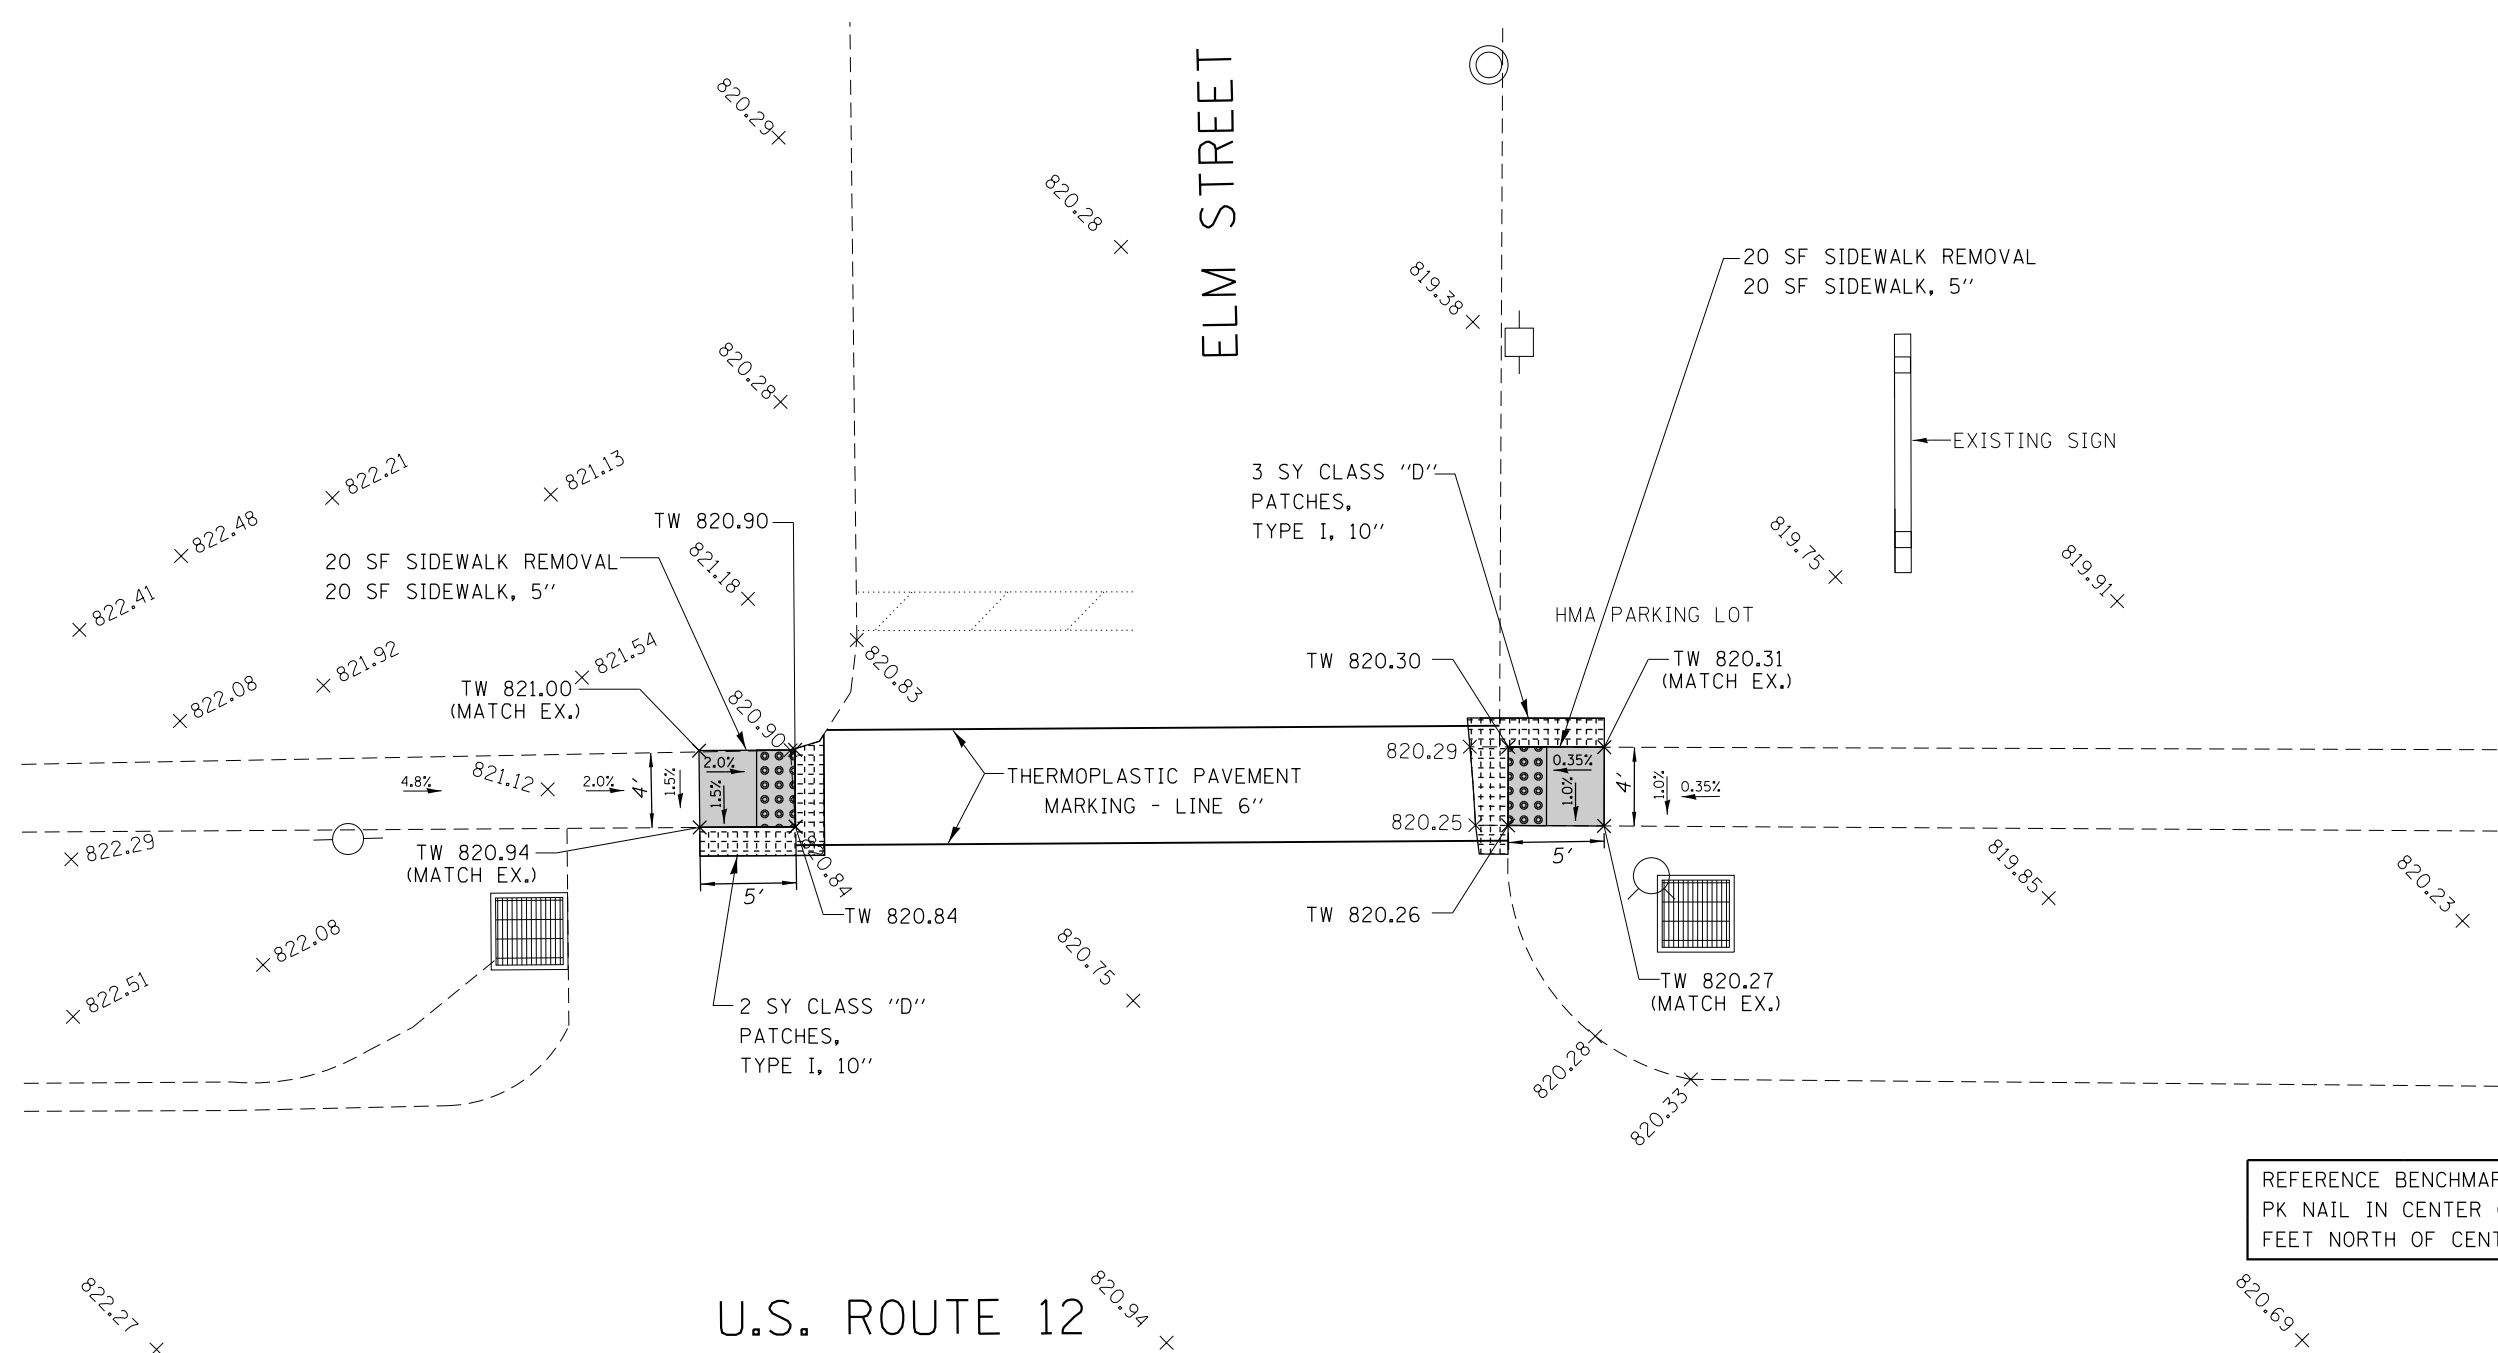 820.29
ELM STREET
820.28
819.38
20 SF SIDEWALK REMOVAL
20 SF SIDEWALK, 5"
820.28
EXISTING SIGN
822.21
821.13
3 SY CLASS "D"
PATCHES,
TYPE I, 10"
822.48
TW 820.90
819.75
819.91
821.18
20 SF SIDEWALK REMOVAL
20 SF SIDEWALK, 5"
822.41
HMA PARKING LOT
821.92
821.54
820.83
TW 820.30
TW 820.31
(MATCH EX.)
822.08
TW 821.00
(MATCH EX.)
820.90
820.29
821.12
4.8%
2.0%
4'
1.5%
2.0%
1.5%
THERMOPLASTIC PAVEMENT
MARKING - LINE 6"
0.35%
1.0%
4'
1.0%
0.35%
820.25
822.29
TW 820.94
(MATCH EX.)
820.84
5'
5'
819.85
820.23
TW 820.84
TW 820.26
822.08
820.75
TW 820.27
(MATCH EX.)
822.51
2 SY CLASS "D"
PATCHES,
TYPE I, 10"
820.28
820.33
REFERENCE BENCHMAR
PK NAIL IN CENTER
FEET NORTH OF CEN
822.27
U.S. ROUTE 12
820.94
820.69